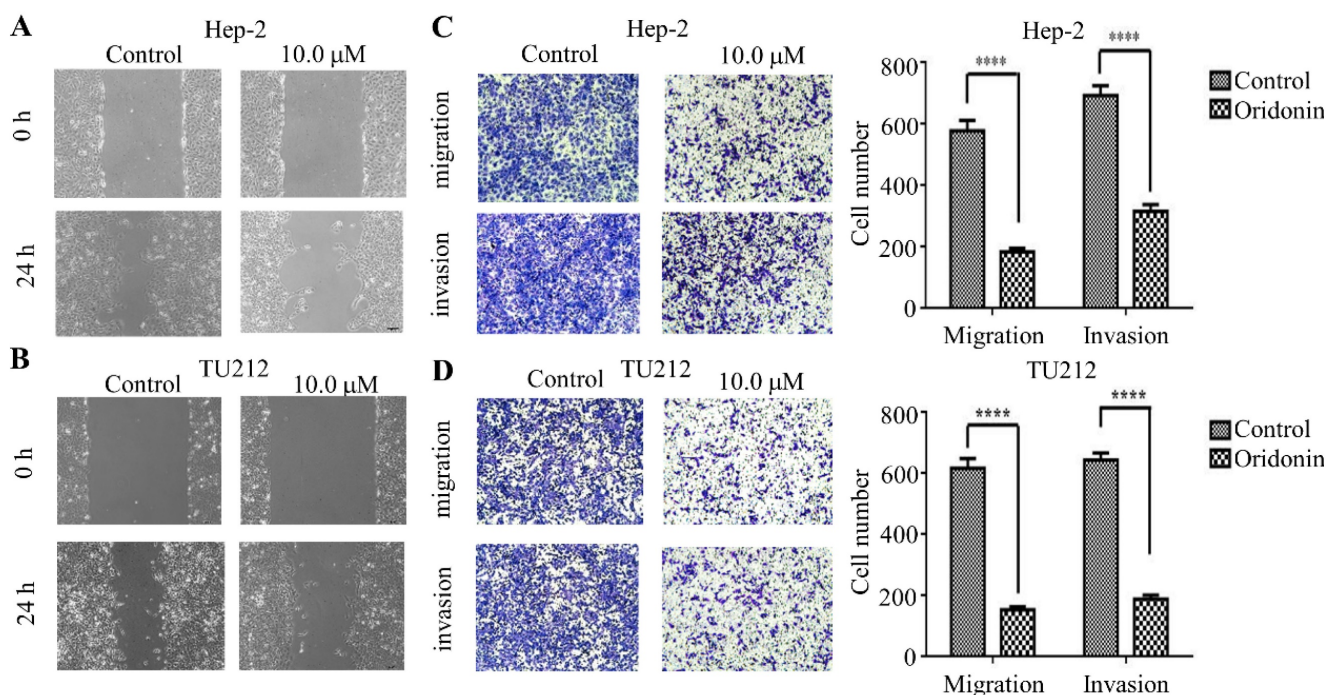 A
Hep-2
Control
10.0 µM
0 h
24 h
B
TU212
Control
10.0 µM
0 h
24 h
C
Hep-2
Control
10.0 µM
migration
invasion
Hep-2
****
****
Control
Oridonin
Cell number
800
600
400
200
0
Migration
Invasion
D
TU212
Control
10.0 µM
migration
invasion
TU212
****
****
Control
Oridonin
Cell number
800
600
400
200
0
Migration
Invasion